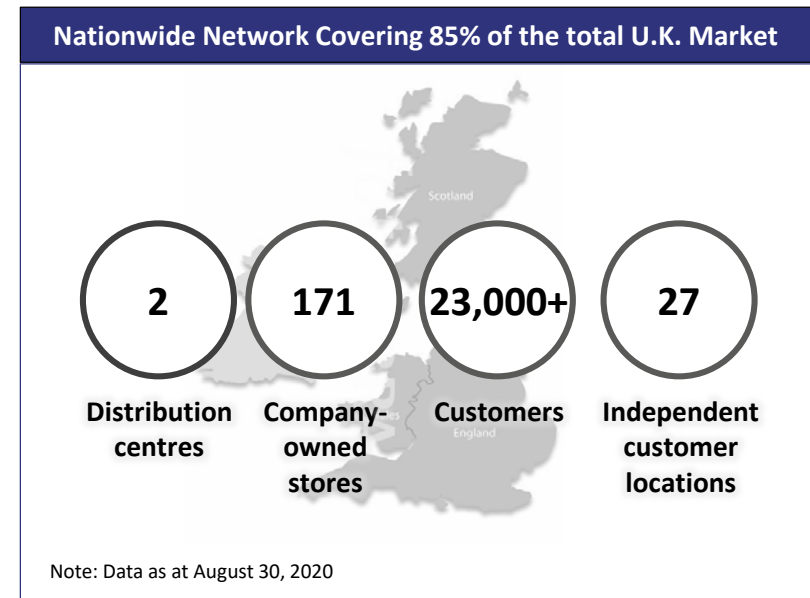 Nationwide Network Covering 85% of the total U.K. Market
Scotland
2
171
23,000+
27
Distribution
centres
Company-
owned
stores
Customers
England
Independent
customer
locations
Note: Data as at August 30, 2020